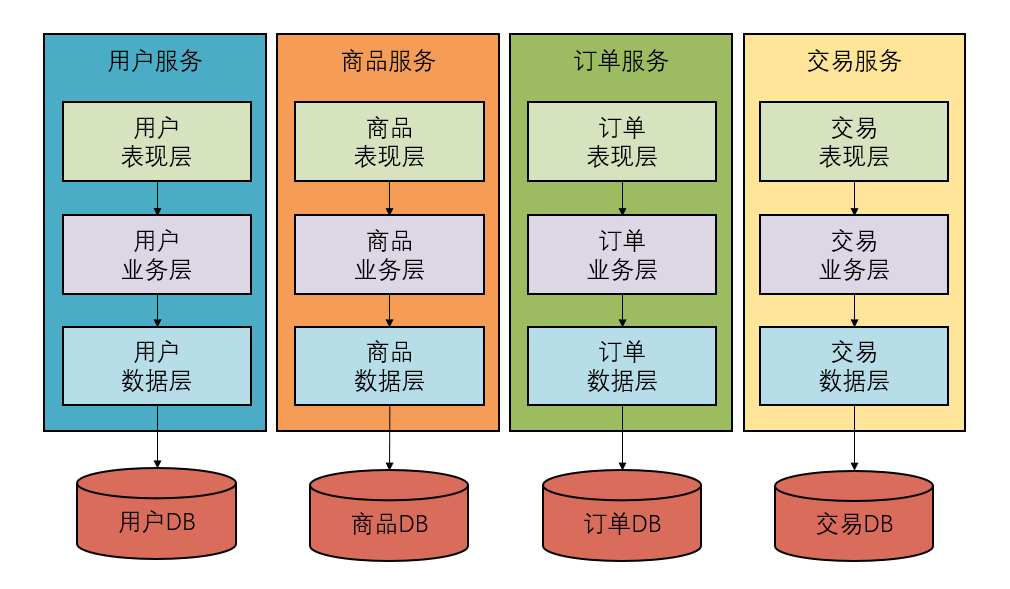 用户服务
用户
表现层
用户
业务层
用户
数据层
用户DB
商品服务
商品
表现层
商品
业务层
商品
数据层
商品DB
订单服务
订单
表现层
订单
业务层
订单
数据层
订单DB
交易服务
交易
表现层
交易
业务层
交易
数据层
交易DB